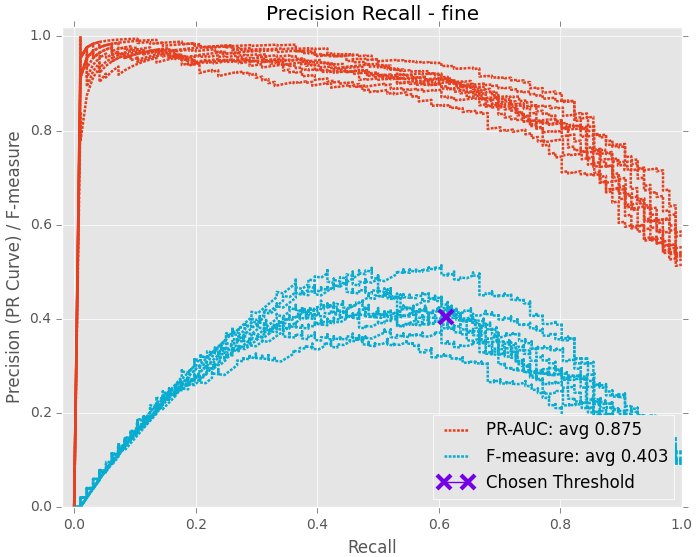 Precision Recall - fine
Precision (PR Curve) / F-measure
1.0
0.8
0.6
0.4
0.2
0.0
0.0 0.2 0.4 0.6 0.8 1.0
Recall
PR-AUC: avg 0.875
F-measure: avg 0.403
Chosen Threshold